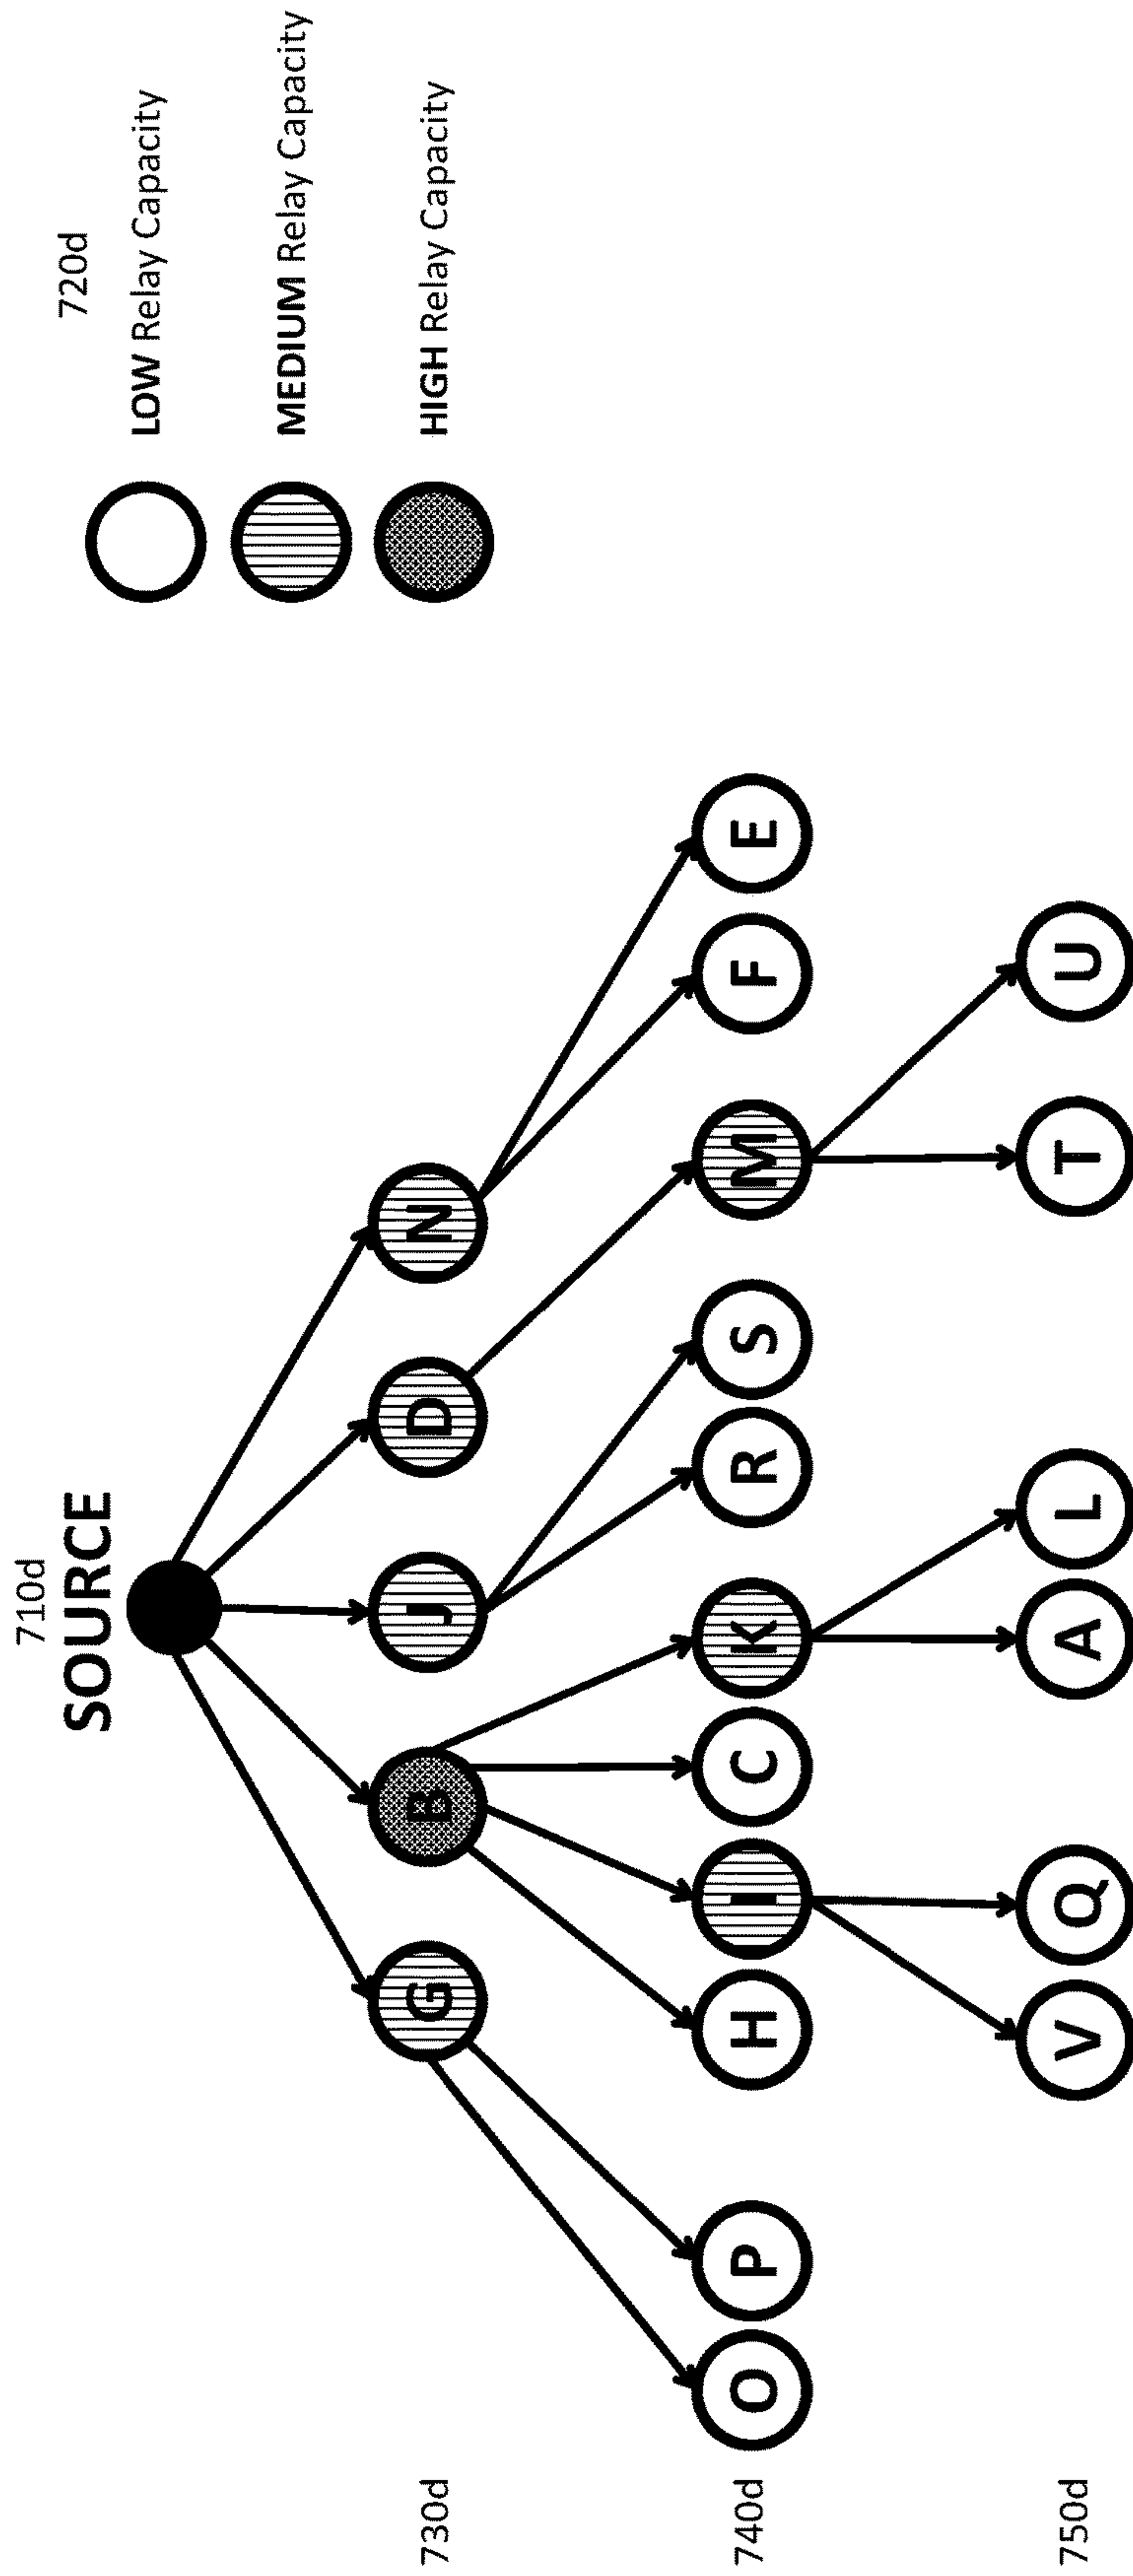 710d
SOURCE
720d
LOW Relay Capacity
MEDIUM Relay Capacity
HIGH Relay Capacity
730d
G B J D N
740d
O P H I C K R S M F E
750d
V Q A L T U